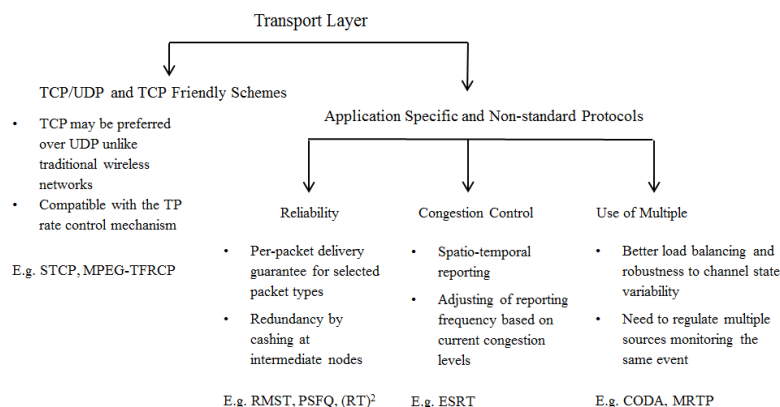 Transport Layer
TCP/UDP and TCP Friendly Schemes
• TCP may be preferred
over UDP unlike
traditional wireless
networks
• Compatible with the TP
rate control mechanism
E.g. STCP, MPEG-TFRCP
Application Specific and Non-standard Protocols
Reliability
• Per-packet delivery
guarantee for selected
packet types
• Redundancy by
cashing at
intermediate nodes
E.g. RMST, PSFQ, (RT)²
Congestion Control
• Spatio-temporal
reporting
• Adjusting of reporting
frequency based on
current congestion
levels
E.g. ESRT
Use of Multiple
• Better load balancing and
robustness to channel state
variability
• Need to regulate multiple
sources monitoring the
same event
E.g. CODA, MRTP